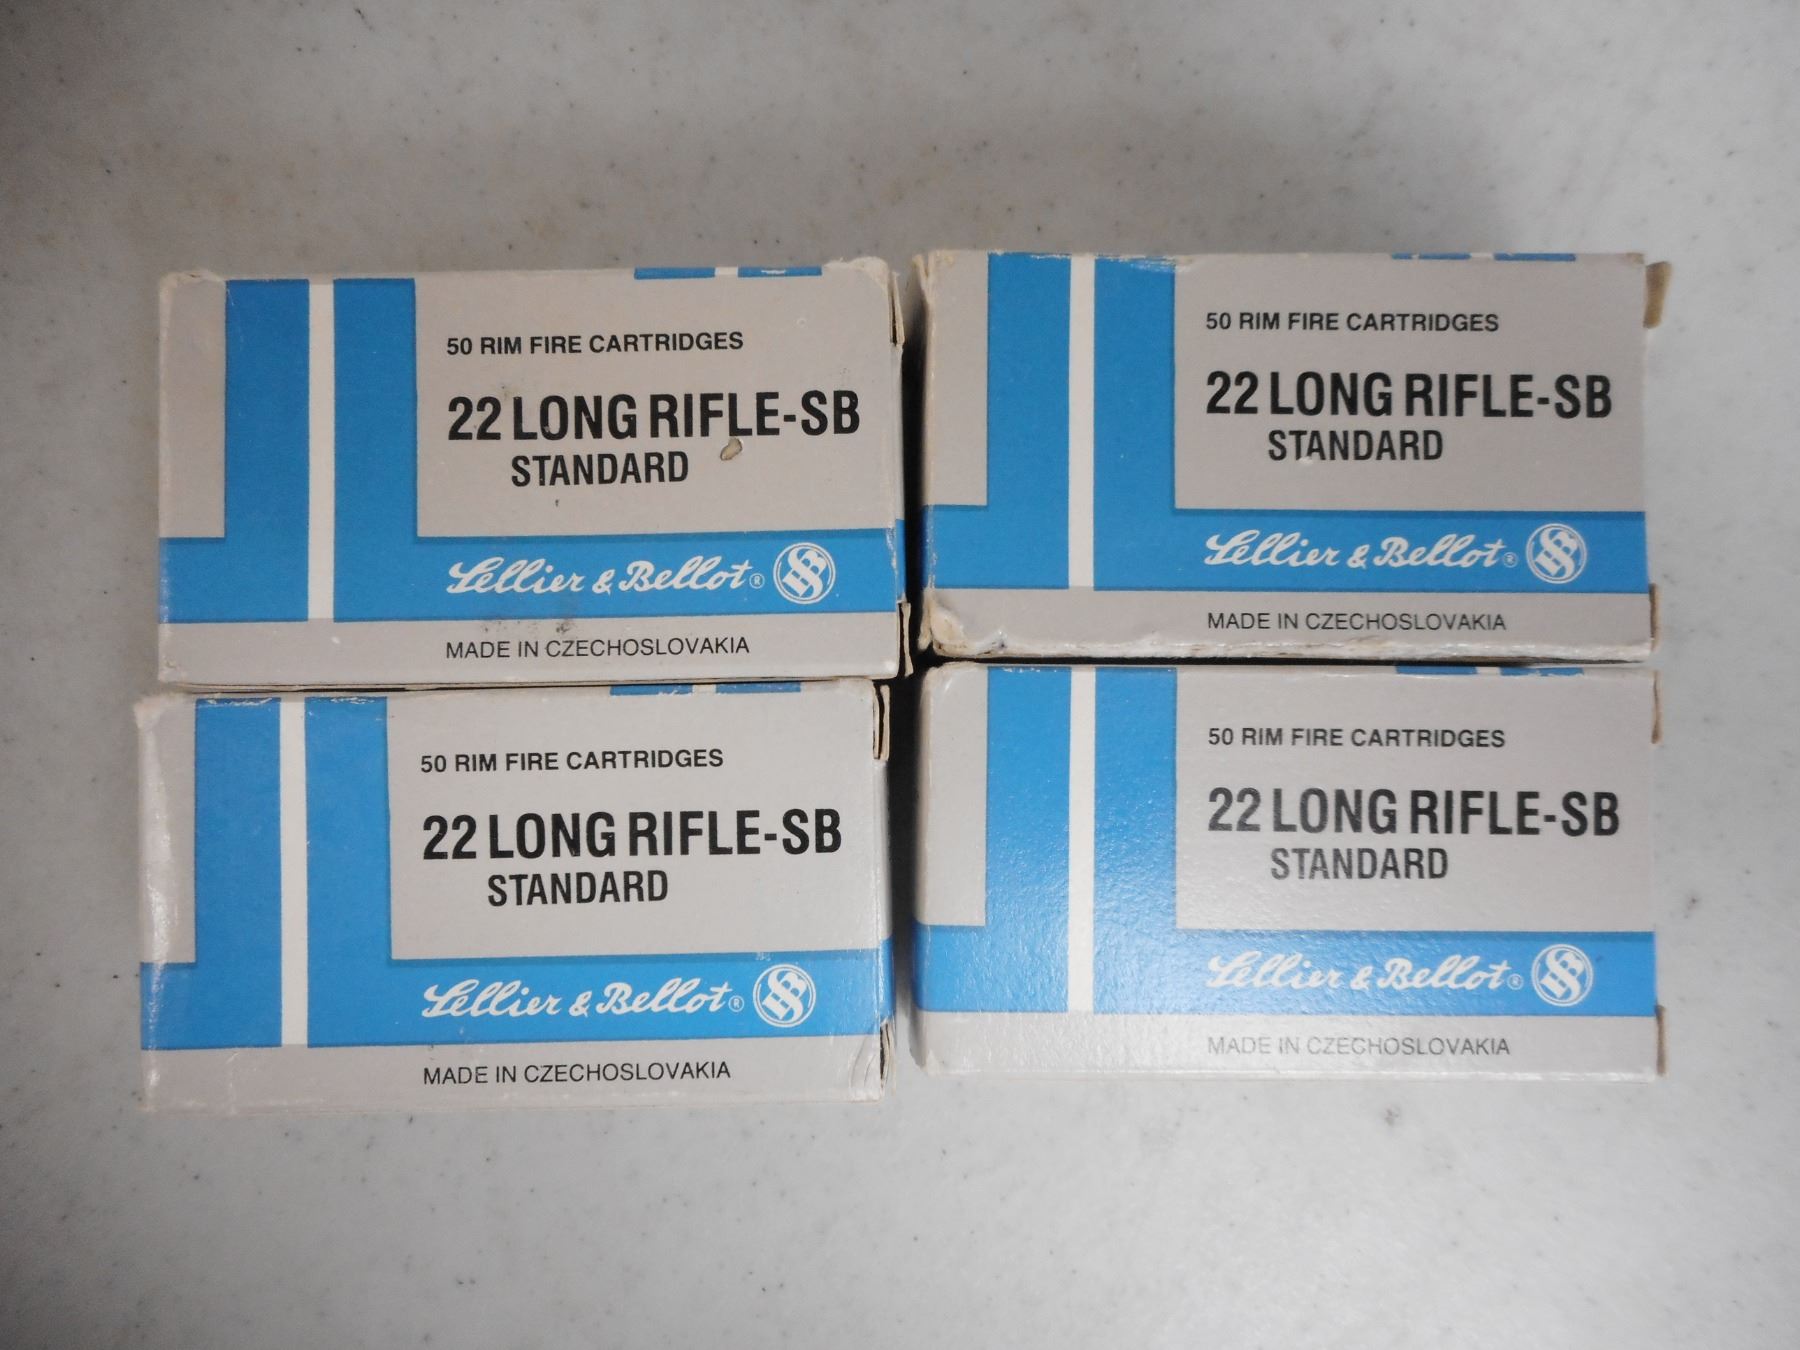 50 RIM FIRE CARTRIDGES
22 LONG RIFLE-SB
STANDARD
Sellier & Bellot®
MADE IN CZECHOSLOVAKIA
50 RIM FIRE CARTRIDGES
22 LONG RIFLE-SB
STANDARD
Sellier & Bellot®
MADE IN CZECHOSLOVAKIA
50 RIM FIRE CARTRIDGES
22 LONG RIFLE-SB
STANDARD
Sellier & Bellot®
MADE IN CZECHOSLOVAKIA
50 RIM FIRE CARTRIDGES
22 LONG RIFLE-SB
STANDARD
Sellier & Bellot®
MADE IN CZECHOSLOVAKIA